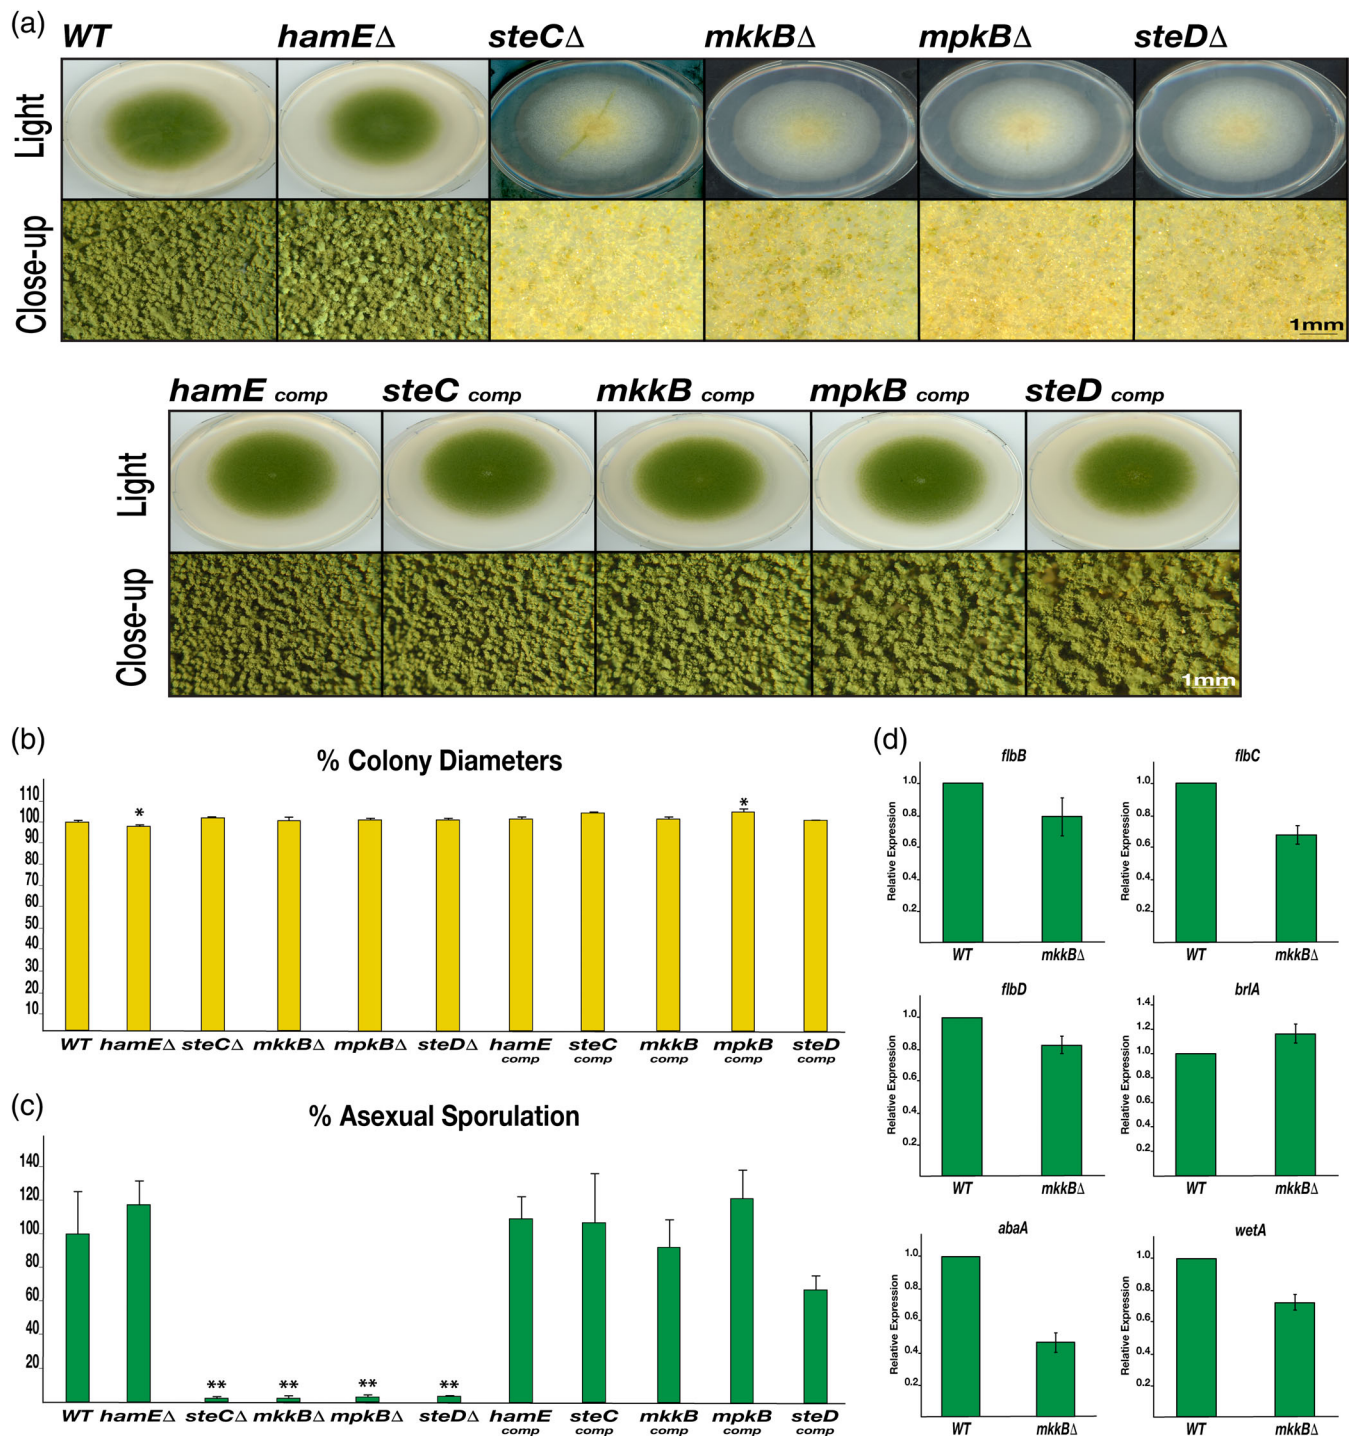 (a)
WT hamEΔ steCΔ mkkBΔ mpkBΔ steDΔ
Light
Close-up
1mm
hamE comp steC comp mkkB comp mpkB comp steD comp
Light
Close-up
1mm
(b)
% Colony Diameters
110
100
90
80
70
60
50
40
30
20
10
* *
WT hamEΔ steCΔ mkkBΔ mpkBΔ steDΔ hamE steC mkkB mpkB steD
comp comp comp comp comp
(c)
% Asexual Sporulation
140
120
100
80
60
40
20
** ** ** **
WT hamEΔ steCΔ mkkBΔ mpkBΔ steDΔ hamE steC mkkB mpkB steD
comp comp comp comp comp
(d)
flbB
Relative Expression
1.0
0.8
0.6
0.4
0.2
WT mkkBΔ
flbC
Relative Expression
1.0
0.8
0.6
0.4
0.2
WT mkkBΔ
flbD
Relative Expression
1.0
0.8
0.6
0.4
0.2
WT mkkBΔ
brlA
Relative Expression
1.4
1.2
1.0
0.8
0.6
0.4
0.2
WT mkkBΔ
abaA
Relative Expression
1.0
0.8
0.6
0.4
0.2
WT mkkBΔ
wetA
Relative Expression
1.0
0.8
0.6
0.4
0.2
WT mkkBΔ